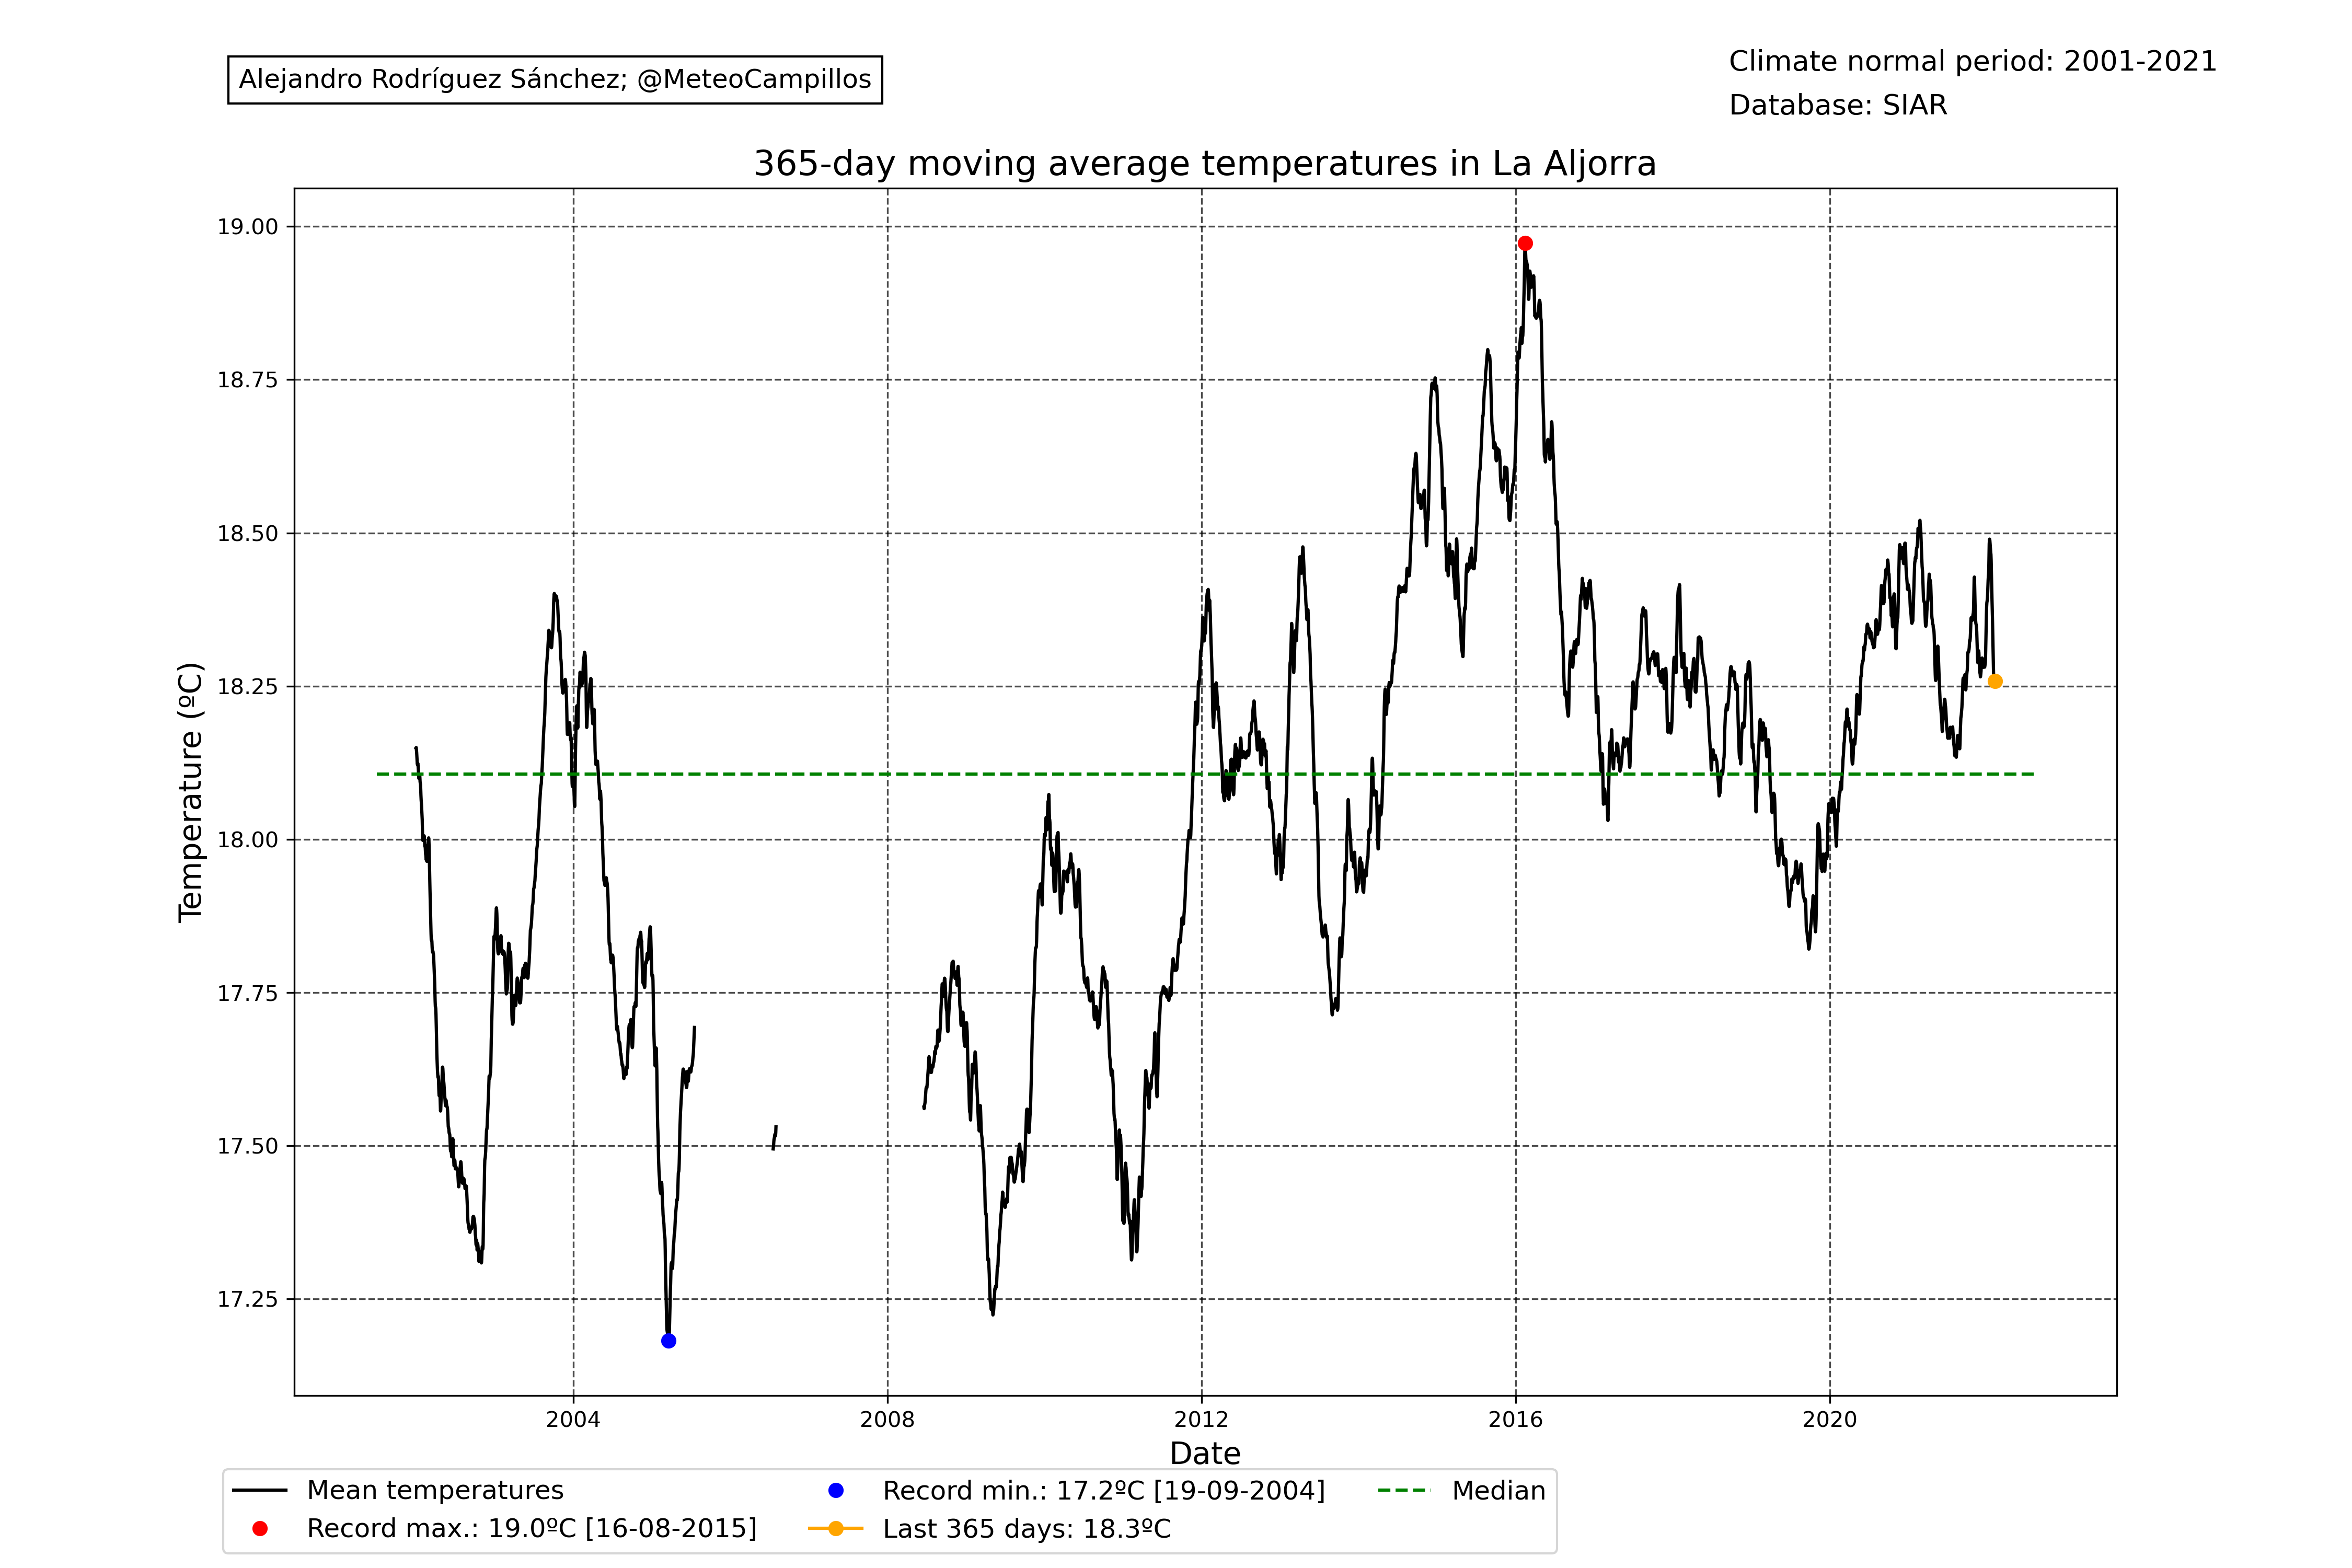 Alejandro Rodríguez Sánchez; @MeteoCampillos
Climate normal period: 2001-2021
Database: SIAR
365-day moving average temperatures in La Aljorra
Temperature (ºC)
19.00
18.75
18.50
18.25
18.00
17.75
17.50
17.25
2004
2008
2012
2016
2020
Date
Mean temperatures
Record max.: 19.0ºC [16-08-2015]
Record min.: 17.2ºC [19-09-2004]
Last 365 days: 18.3ºC
Median